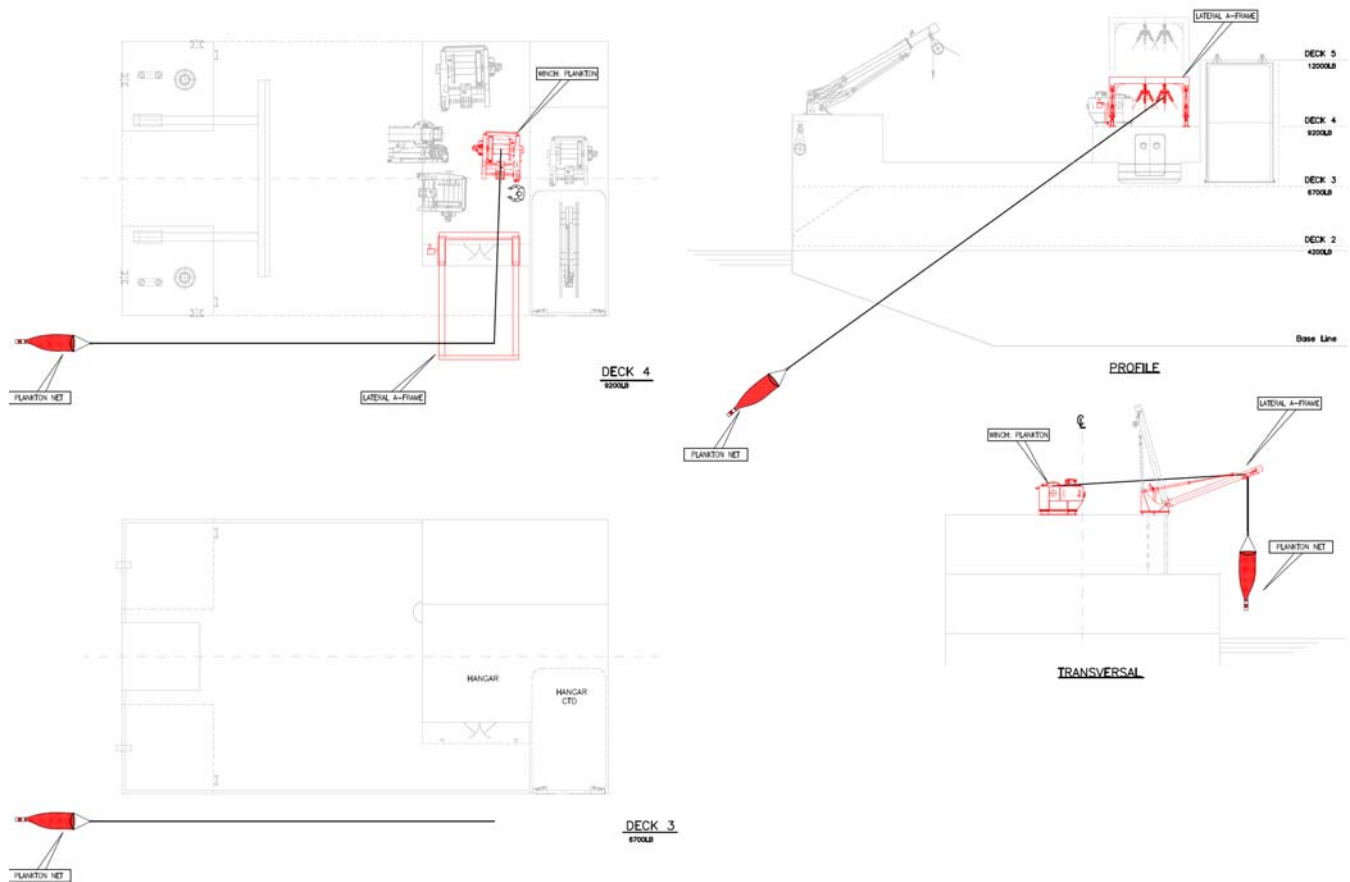 WINCH: PLANKTON
PLANKTON NET
LATERAL A-FRAME
DECK 4
9200LB
LATERAL A-FRAME
DECK 5
12000LB
DECK 4
9200LB
DECK 3
6700LB
DECK 2
4200LB
Base Line
PROFILE
PLANKTON NET
HANGAR
HANGAR
CTD
DECK 3
6700LB
PLANKTON NET
LATERAL A-FRAME
WINCH: PLANKTON
PLANKTON NET
TRANSVERSAL